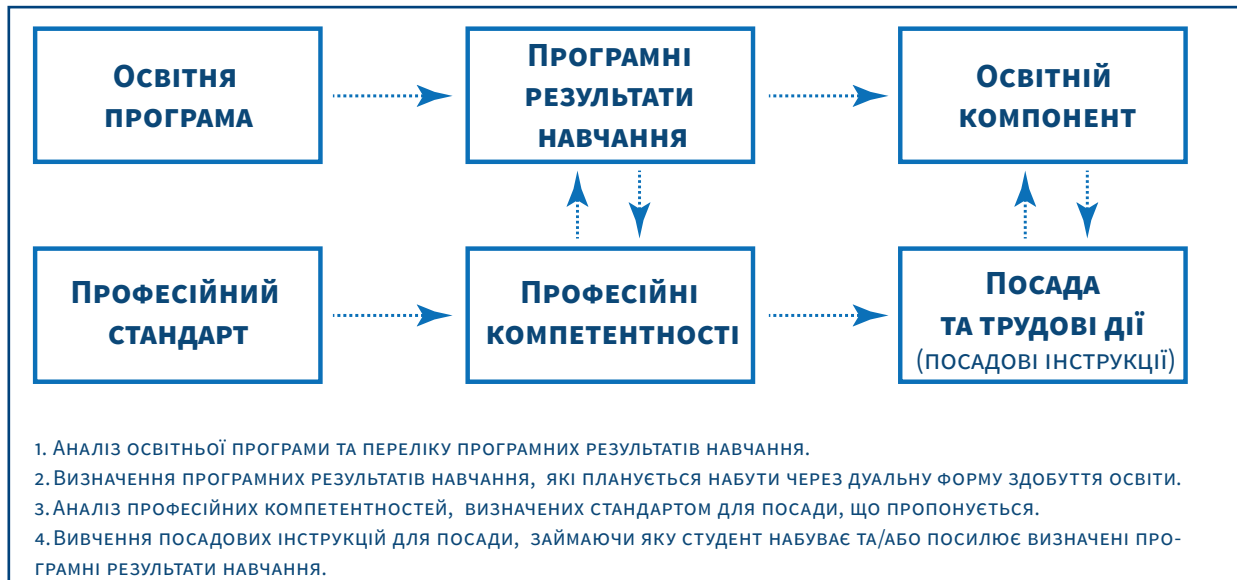 Освітня
програма
Програмні
результати
навчання
Освітній
компонент
Професійний
стандарт
Професійні
компетентності
Посада
та трудові дії
(посадові інструкції)
1. Аналіз освітньої програми та переліку програмних результатів навчання.
2. Визначення програмних результатів навчання, які планується набути через дуальну форму здобуття освіти.
3. Аналіз професійних компетентностей, визначених стандартом для посади, що пропонується.
4. Вивчення посадових інструкцій для посади, займаючи яку студент набуває та/або посилює визначені про-
грамні результати навчання.